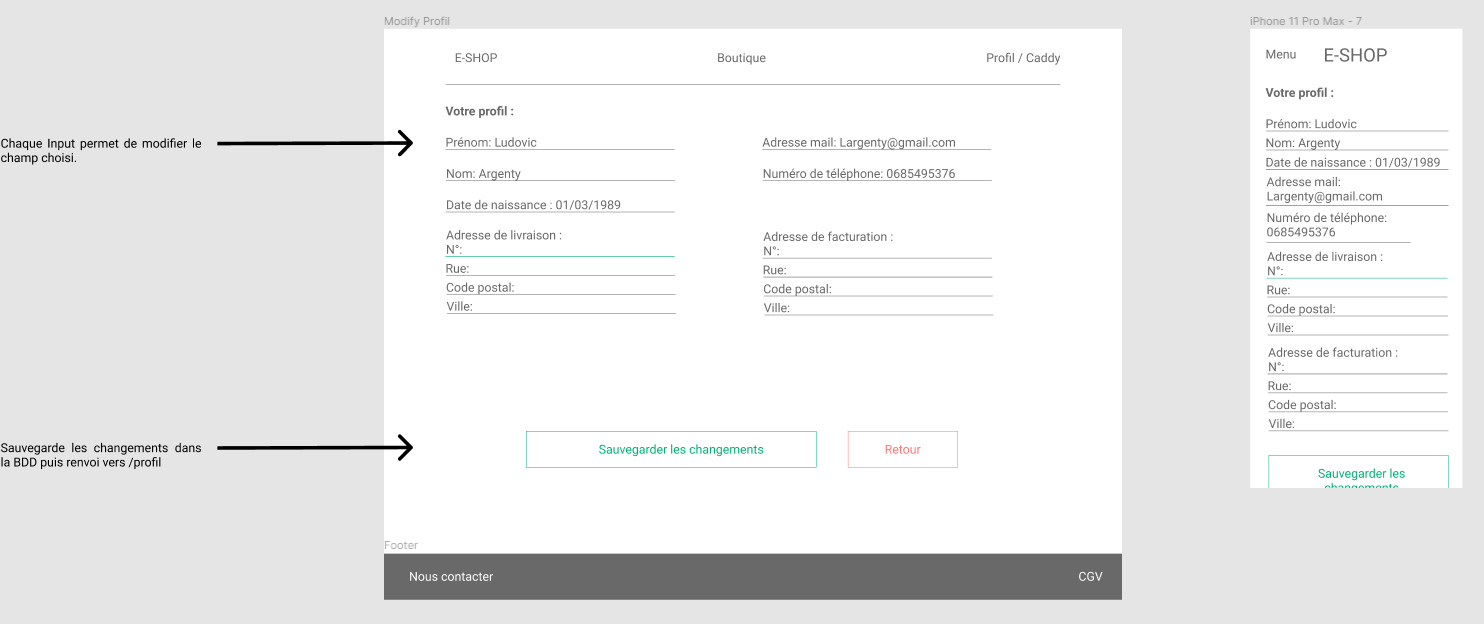 Modify Profil
E-SHOP
Boutique
Profil / Caddy
Votre profil :
Chaque Input permet de modifier le
champ choisi.
Prénom: Ludovic
Nom: Argenty
Date de naissance : 01/03/1989
Adresse mail: Largenty@gmail.com
Numéro de téléphone: 0685495376
Adresse de livraison :
N°:
Rue:
Code postal:
Ville:
Adresse de facturation :
N°:
Rue:
Code postal:
Ville:
Sauvegarde les changements dans
la BDD puis renvoi vers /profil
Sauvegarder les changements
Retour
Footer
Nous contacter
CGV
iPhone 11 Pro Max - 7
Menu
E-SHOP
Votre profil :
Prénom: Ludovic
Nom: Argenty
Date de naissance : 01/03/1989
Adresse mail:
Largenty@gmail.com
Numéro de téléphone:
0685495376
Adresse de livraison :
N°:
Rue:
Code postal:
Ville:
Adresse de facturation :
N°:
Rue:
Code postal:
Ville:
Sauvegarder les
changements